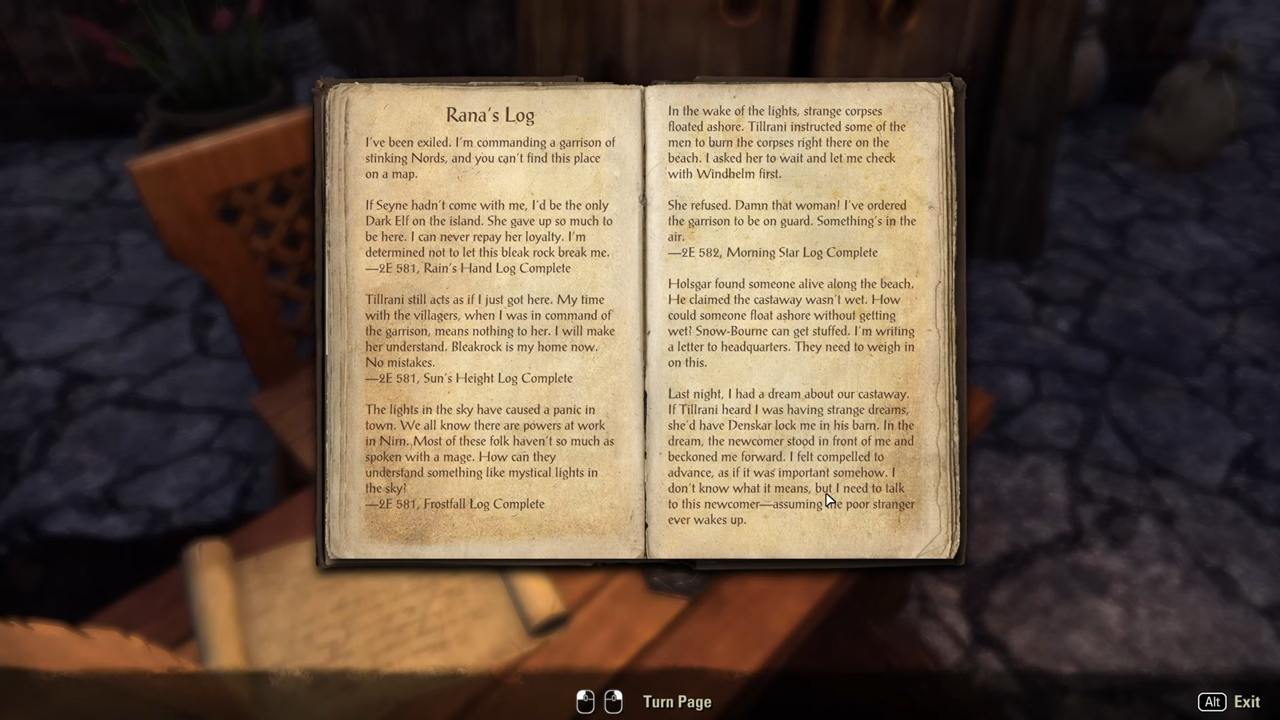 Rana's Log
I've been exiled. I'm commanding a garrison of
stinking Nords, and you can't find this place
on a map.
If Seyne hadn't come with me, I'd be the only
Dark Elf on the island. She gave up so much to
be here. I can never repay her loyalty. I'm
determined not to let this bleak rock break me.
—2E 581, Rain's Hand Log Complete
Tillrani still acts as if I just got here. My time
with the villagers, when I was in command of
the garrison, means nothing to her. I will make
her understand. Bleakrock is my home now.
No mistakes.
—2E 581, Sun's Height Log Complete
The lights in the sky have caused a panic in
town. We all know there are powers at work
in Nirn. Most of these folk haven't so much as
spoken with a mage. How can they
understand something like mystical lights in
the sky?
—2E 581, Frostfall Log Complete
In the wake of the lights, strange corpses
floated ashore. Tillrani instructed some of the
men to burn the corpses right there on the
beach. I asked her to wait and let me check
with Windhelm first.
She refused. Damn that woman! I've ordered
the garrison to be on guard. Something's in the
air.
—2E 582, Morning Star Log Complete
Holsgar found someone alive along the beach.
He claimed the castaway wasn't wet. How
could someone float ashore without getting
wet? Snow-Bourne can get stuffed. I'm writing
a letter to headquarters. They need to weigh in
on this.
Last night, I had a dream about our castaway.
If Tillrani heard I was having strange dreams,
she'd have Denskar lock me in his barn. In the
dream, the newcomer stood in front of me and
beckoned me forward. I felt compelled to
advance, as if it was important somehow. I
don't know what it means, but I need to talk
to this newcomer—assuming the poor stranger
ever wakes up.
Turn Page
Alt Exit